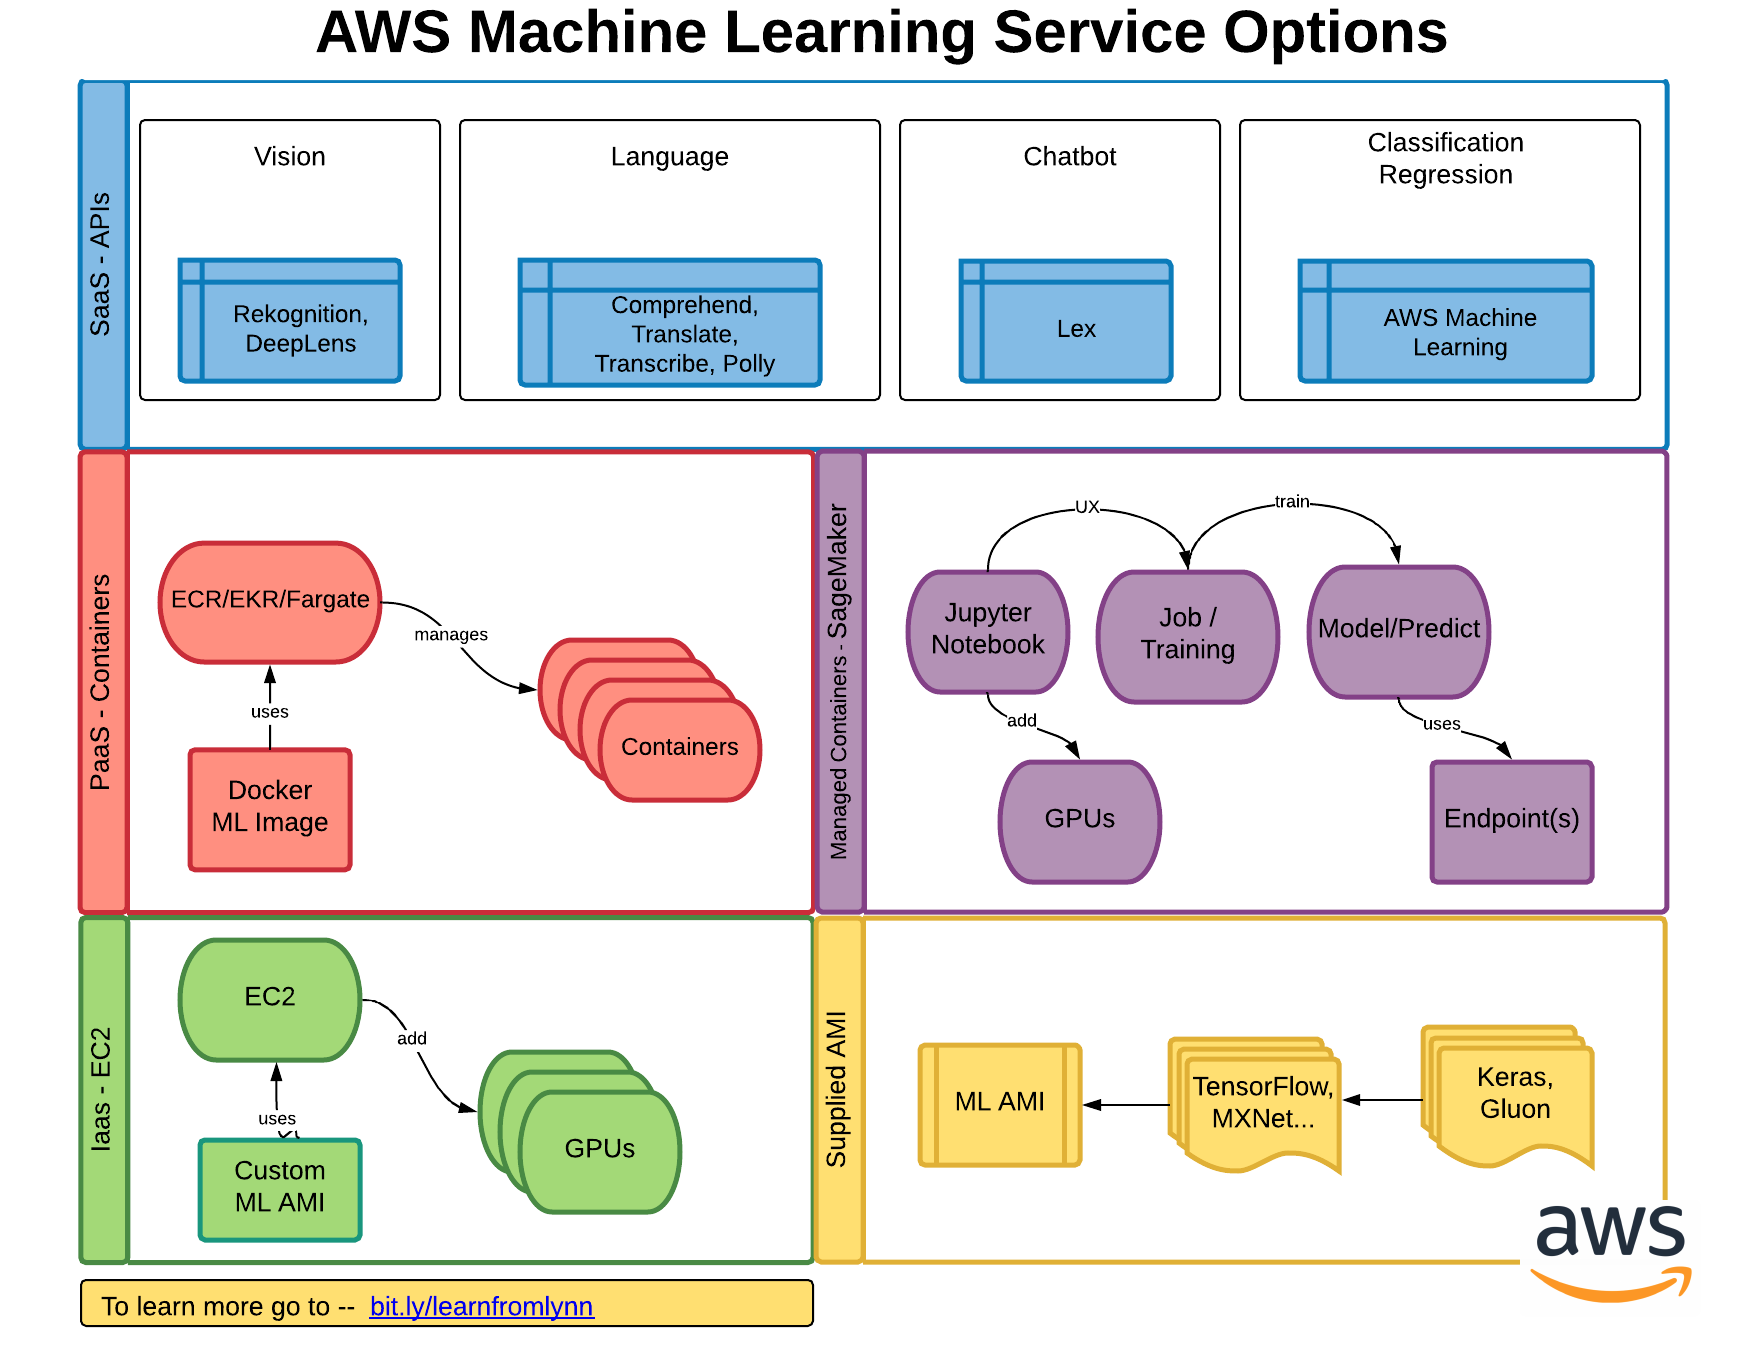 AWS Machine Learning Service Options
SaaS - APIs
Vision
Rekognition,
DeepLens
Language
Comprehend,
Translate,
Transcribe, Polly
Chatbot
Lex
Classification
Regression
AWS Machine
Learning
PaaS - Containers
ECR/EKR/Fargate
manages
uses
Docker
ML Image
Containers
Managed Containers - SageMaker
UX
train
Jupyter
Notebook
Job /
Training
Model/Predict
add
uses
GPUs
Endpoint(s)
Iaas - EC2
EC2
add
uses
Custom
ML AMI
GPUs
Supplied AMI
ML AMI
TensorFlow,
MXNet...
Keras,
Gluon
aws
To learn more go to -- bit.ly/learnfromlynn